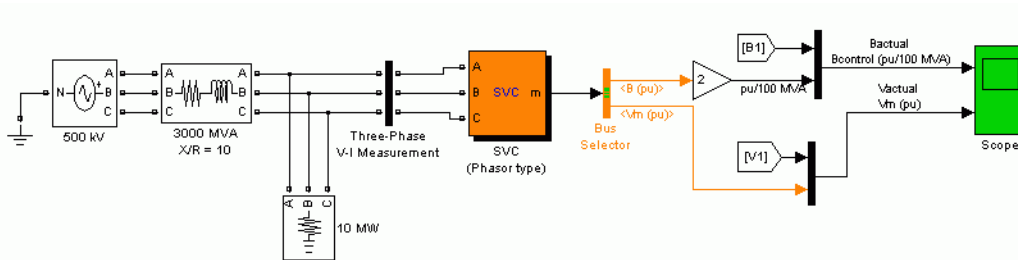 N
A
B
C
500 kV
A
B
C
A
B
C
3000 MVA
X/R = 10
A
B
C
10 MW
Three-Phase
V-I Measurement
A
B
C
SVC
m
SVC
(Phasor type)
<B (pu)>
<Vm (pu)>
Bus
Selector
2
pu/100 MVA
[B1]
[V1]
Bactual
Bcontrol (pu/100 MVA)
Vactual
Vm (pu)
Scope